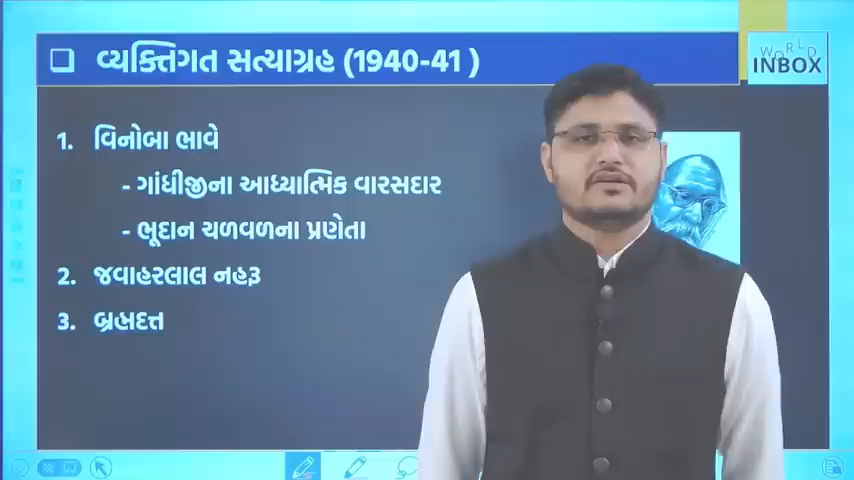 ❑ વ્યક્તિગત સત્યાગ્રહ (1940-41 )
WORLD
INBOX
1. વિનોબા ભાવે
- ગાંધીજીના આધ્યાત્મિક વારસદાર
- ભૂદાન ચળવળના પ્રણેતા
2. જવાહરલાલ નહરૂ
3. બ્રહ્મદત્ત